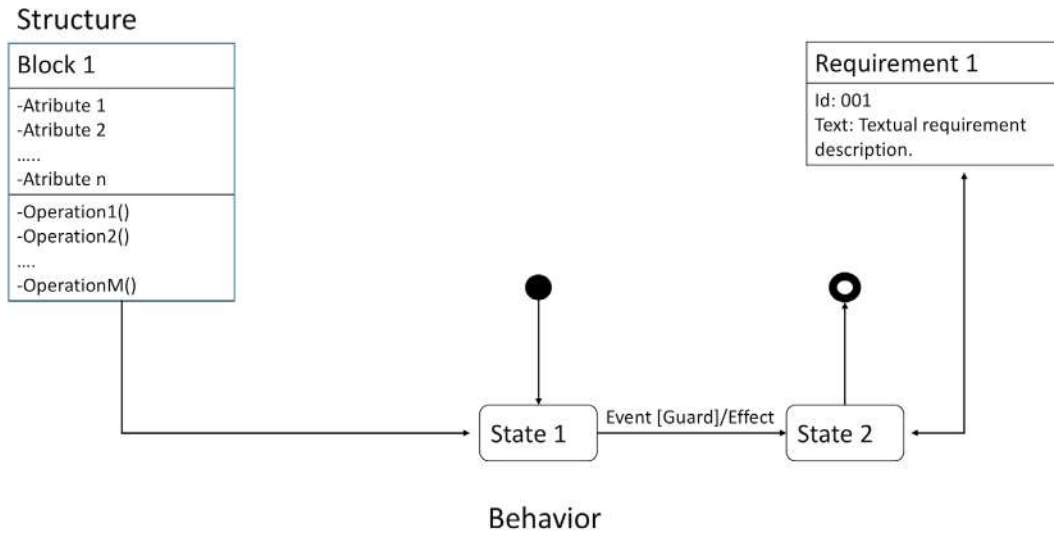 Structure
Block 1
-Atribute 1
-Atribute 2
.....
-Atribute n
-Operation1()
-Operation2()
....
-OperationM()
Requirement 1
Id: 001
Text: Textual requirement
description.
State 1
Event [Guard]/Effect
State 2
Behavior